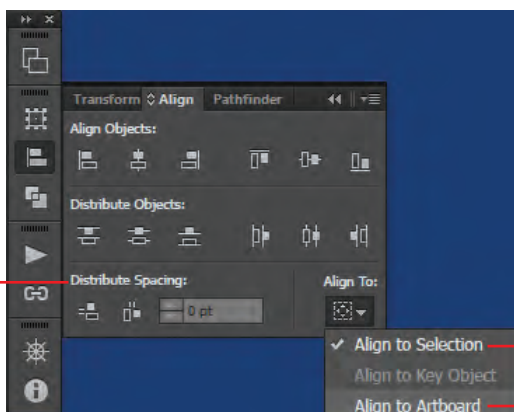 Transform Align Pathfinder
Align Objects:
Distribute Objects:
Distribute Spacing: Align To:
0 pt
Align to Selection
Align to Key Object
Align to Artboard